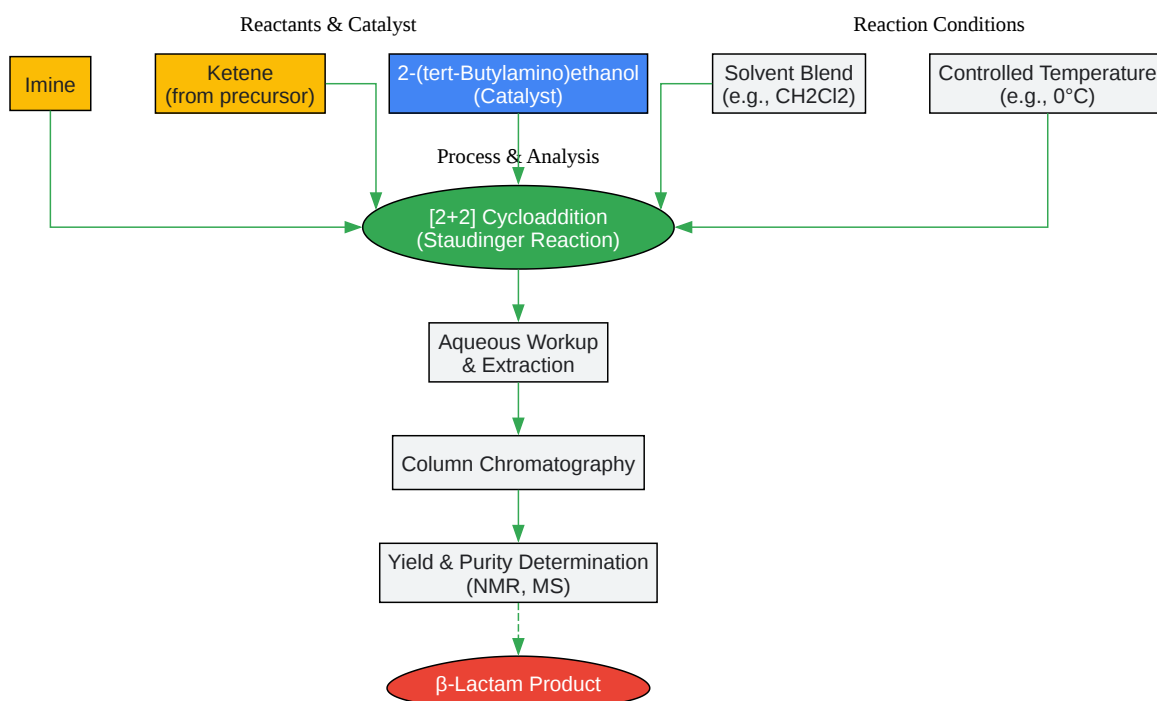 Reactants & Catalyst
Reaction Conditions
Imine
Ketene
(from precursor)
2-(tert-Butylamino)ethanol
(Catalyst)
Solvent Blend
(e.g., CH2Cl2)
Controlled Temperature
(e.g., 0°C)
Process & Analysis
[2+2] Cycloaddition
(Staudinger Reaction)
Aqueous Workup
& Extraction
Column Chromatography
Yield & Purity Determination
(NMR, MS)
β-Lactam Product